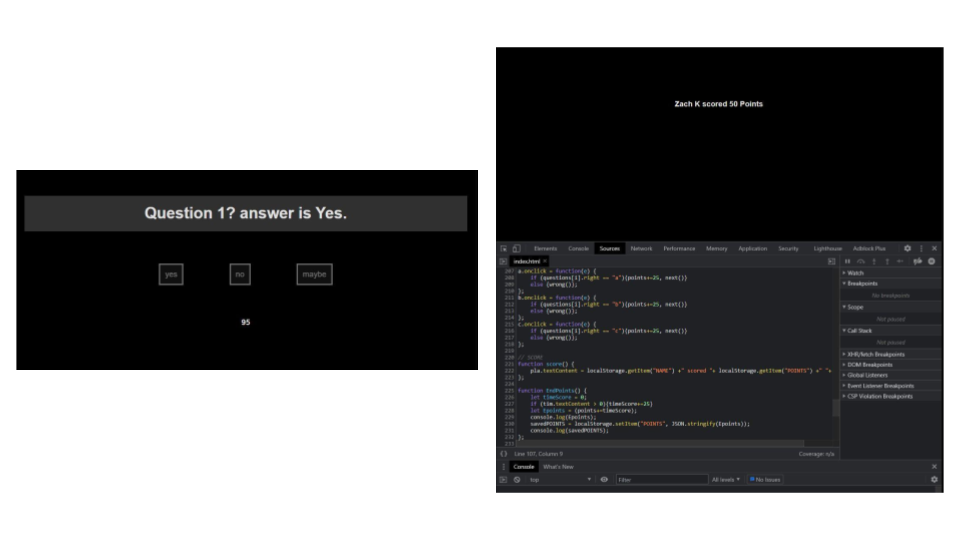 Question 1? answer is Yes.
yes
no
maybe
95
Zach K scored 50 Points
Elements Console Sources Network Performance Memory Application Security Lighthouse Adblock Plus
index.html
207 a.onclick = function(e) {
208 if (questions[i].right == "a"){points+=25, next()}
209 else {wrong()};
210 };
211 b.onclick = function(e) {
212 if (questions[i].right == "b"){points+=25, next()}
213 else {wrong()};
214 };
215 c.onclick = function(e) {
216 if (questions[i].right == "c"){points+=25, next()}
217 else {wrong()};
218 };
219
220 // SCORE
221 function score() {
222 pla.textContent = localStorage.getItem("NAME") +" scored "+ localStorage.getItem("POINTS") +" "+
223 };
224
225 function EndPoints() {
226 let timeScore = 0;
227 if (tim.textContent > 0){timeScore+=25}
228 let Epoints = (points+=timeScore);
229 console.log(Epoints);
230 savedPOINTS = localStorage.setItem("POINTS", JSON.stringify(Epoints));
231 console.log(savedPOINTS);
232 };
233
Watch
Breakpoints
No breakpoints
Scope
Not paused
Call Stack
Not paused
XHR/fetch Breakpoints
DOM Breakpoints
Global Listeners
Event Listener Breakpoints
CSP Violation Breakpoints
{} Line 107, Column 9
Coverage: n/a
Console What's New
top Filter All levels No Issues